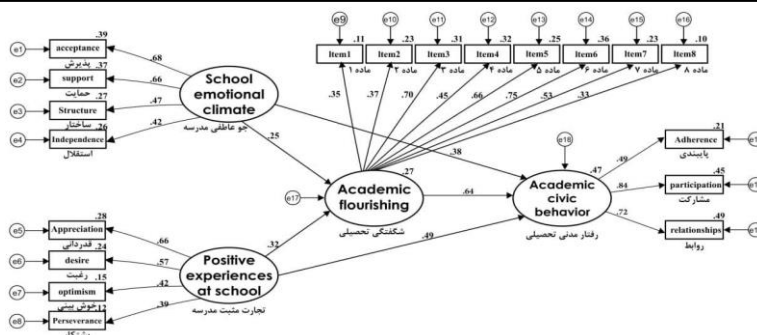 e9
e10
e11
e12
e13
e14
e15
e16
.11
.23
.31
.32
.25
.36
.23
.10
Item1
Item2
Item3
Item4
Item5
Item6
Item7
Item8
ماده ۱
ماده ۲
ماده ۳
ماده ۴
ماده ۵
ماده ۶
ماده ۷
ماده ۸
.35
.37
.70
.45
.66
.75
.53
.33
.39
e1
acceptance
پذیرش
.68
.37
e2
support
حمایت
.66
.27
e3
Structure
ساختار
.47
.26
e4
Independence
استقلال
.42
School
emotional
climate
جو عاطفی مدرسه
.25
.38
e17
.27
Academic
flourishing
شکفتگی تحصیلی
.64
e18
.47
Academic
civic
behavior
رفتار مدنی تحصیلی
.21
Adherence
پایبندی
.49
.45
participation
مشارکت
.84
.49
relationships
روابط
.72
.28
e5
Appreciation
قدردانی
.66
.24
e6
desire
رغبت
.57
.15
e7
optimism
خوش بینی
.42
.12
e8
Perseverance
.39
Positive
experiences
at school
تجارت مثبت مدرسه
.32
.49